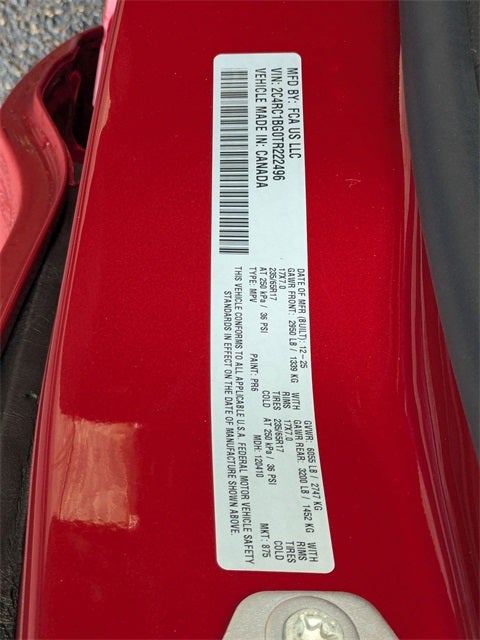 MFD BY: FCA US LLC
VIN: 2C4RC1BG0TR222496
VEHICLE MADE IN: CANADA
DATE OF MFR (BUILT): 12-25 GVWR: 6055 LB / 2747 KG
GAWR FRONT: 2950 LB / 1339 KG WITH GAWR REAR: 3200 LB / 1452 KG WITH
17X7.0 RIMS 17X7.0 RIMS
235/65R17 TIRES 235/65R17 TIRES
AT 250 kPa / 36 PSI COLD AT 250 kPa / 36 PSI COLD
TYPE: MPV PAINT: PR6 MDH: 120410 MKT: 875
THIS VEHICLE CONFORMS TO ALL APPLICABLE U.S.A. FEDERAL MOTOR VEHICLE SAFETY
STANDARDS IN EFFECT ON THE DATE OF MANUFACTURE SHOWN ABOVE.